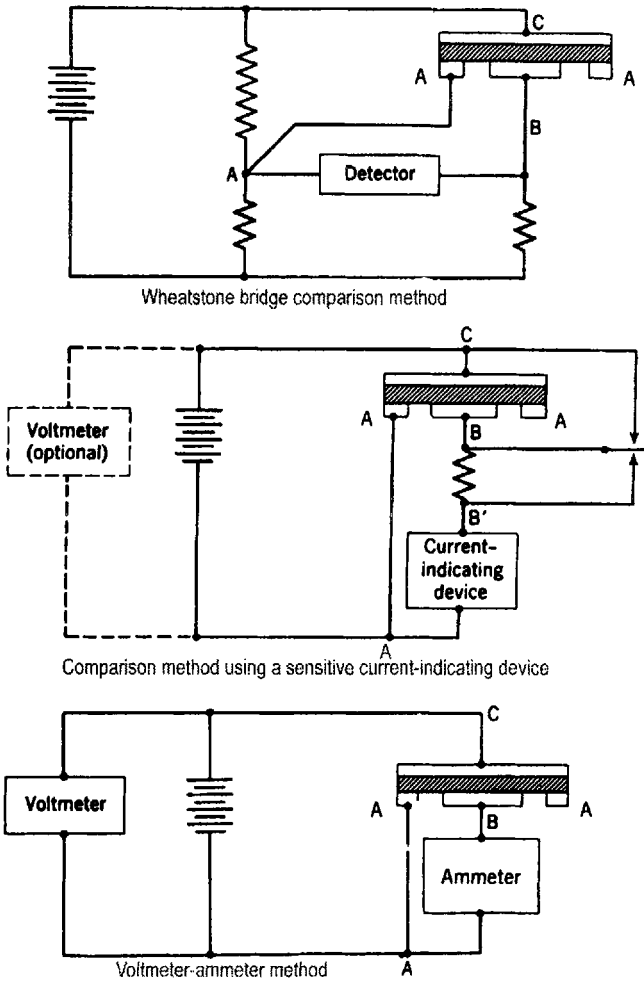 C
A
A
B
A
Detector
Wheatstone bridge comparison method
C
A
A
Voltmeter
(optional)
B
B'
Current-
indicating
device
A
Comparison method using a sensitive current-indicating device
C
Voltmeter
A
A
B
Ammeter
A
Voltmeter-ammeter method